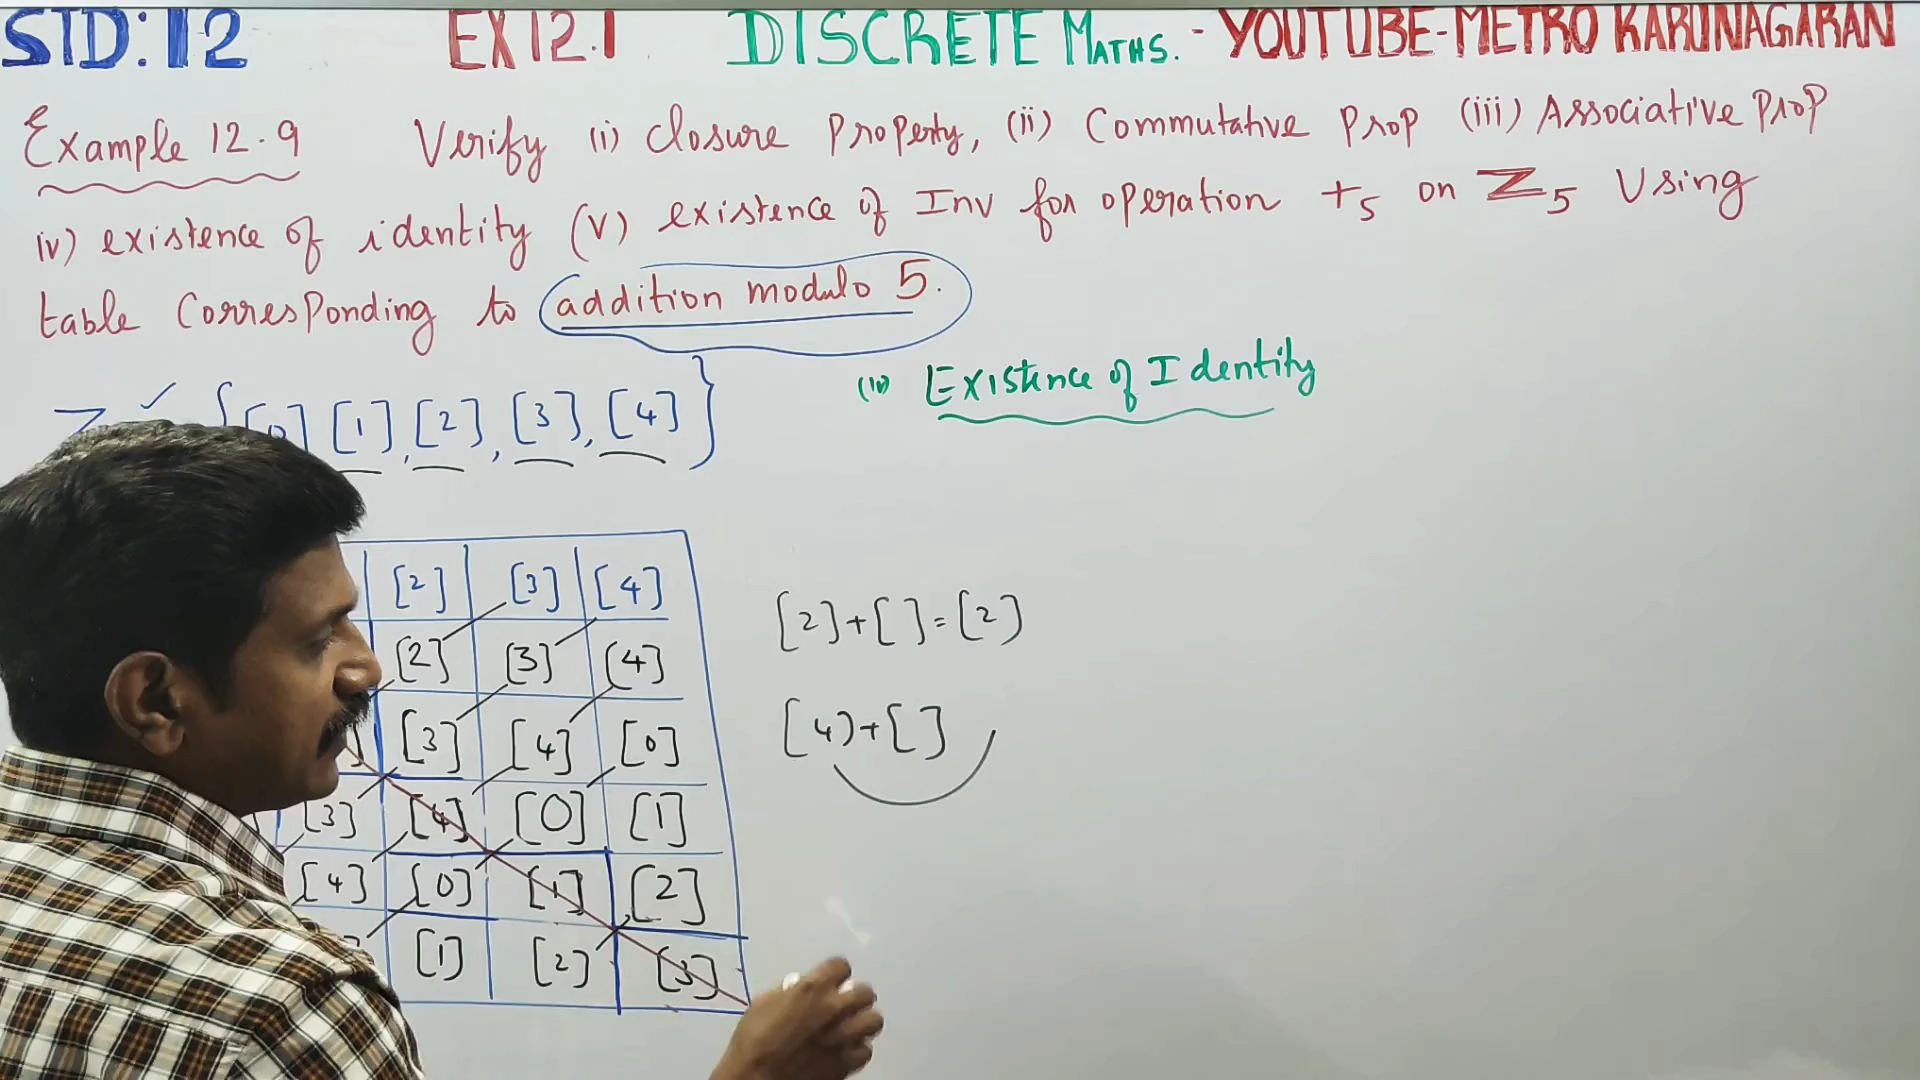 STD: 12 EX 12.1 DISCRETE MATHS. - YOUTUBE-METRO KARUNAGARAN
Example 12.9 Verify (i) closure Property, (ii) Commutative Prop (iii) Associative Prop
iv) existence of identity (v) existence of Inv for operation +5 on Z5 Using
table Corresponding to addition modulo 5.
(iv) Existence of Identity
[1], [2], [3], [4] }
[2] [3] [4]
[2] [3] [4]
[3] [4] [0]
[3] [4] [0] [1]
[4] [0] [1] [2]
[1] [2] [3]
[2]+[ ]=[2]
[4)+[ ]